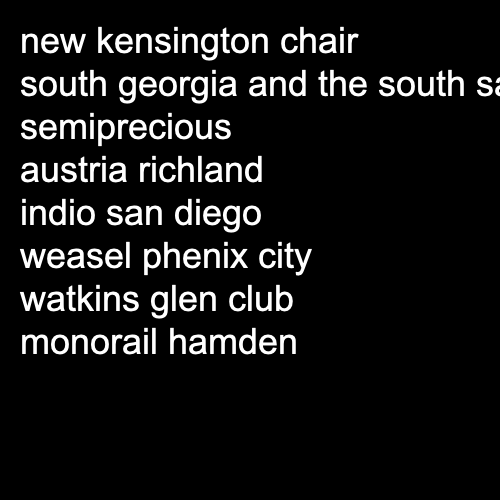 new kensington chair
south georgia and the south
semiprecious
austria richland
indio san diego
weasel phenix city
watkins glen club
monorail hamden